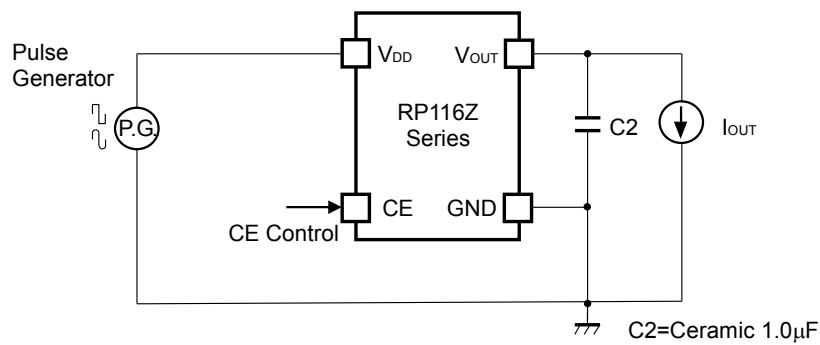 Pulse
Generator
P.G.
VDD
VOUT
RP116Z
Series
C2
IOUT
CE
GND
CE Control
C2=Ceramic 1.0μF